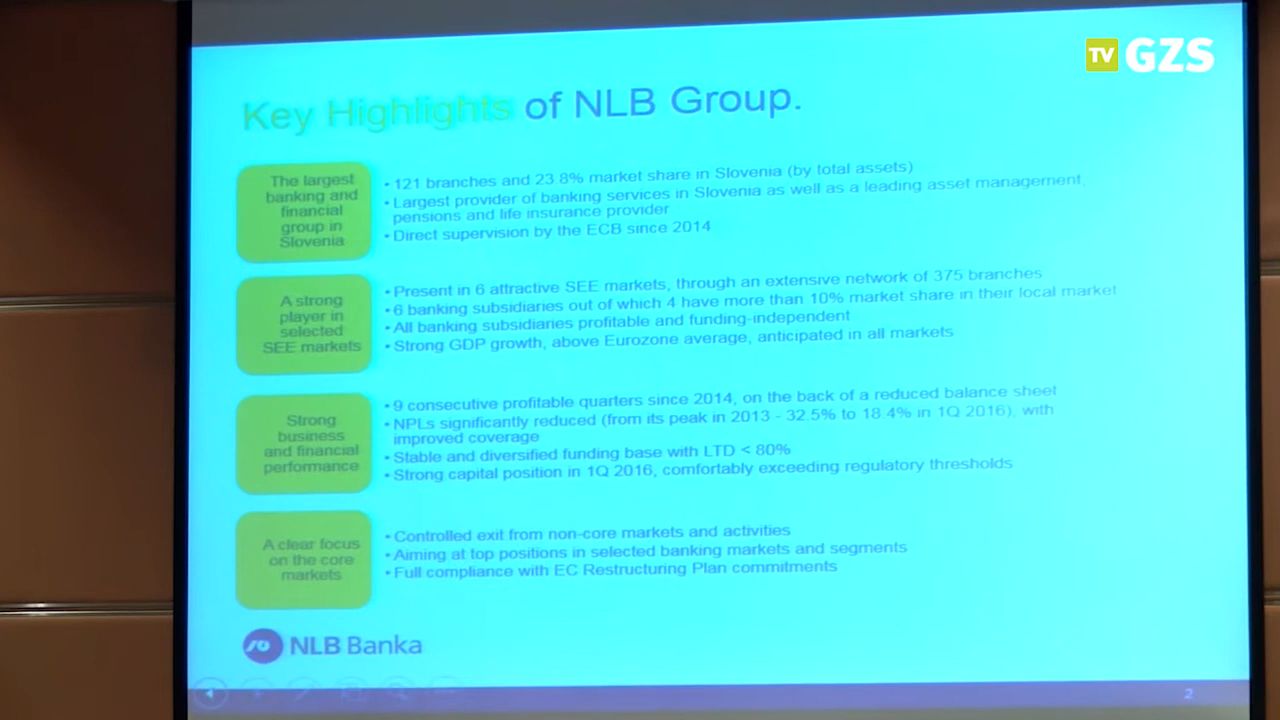 TV GZS
Key Highlights of NLB Group.
The largest
banking and
financial
group in
Slovenia
• 121 branches and 23.8% market share in Slovenia (by total assets)
• Largest provider of banking services in Slovenia as well as a leading asset management,
pensions and life insurance provider
• Direct supervision by the ECB since 2014
A strong
player in
selected
SEE markets
• Present in 6 attractive SEE markets, through an extensive network of 375 branches
• 6 banking subsidiaries out of which 4 have more than 10% market share in their local market
• All banking subsidiaries profitable and funding-independent
• Strong GDP growth, above Eurozone average, anticipated in all markets
Strong
business
and financial
performance
• 9 consecutive profitable quarters since 2014, on the back of a reduced balance sheet
• NPLs significantly reduced (from its peak in 2013 - 32.5% to 18.4% in 1Q 2016), with
improved coverage
• Stable and diversified funding base with LTD < 80%
• Strong capital position in 1Q 2016, comfortably exceeding regulatory thresholds
A clear focus
on the core
markets
• Controlled exit from non-core markets and activities
• Aiming at top positions in selected banking markets and segments
• Full compliance with EC Restructuring Plan commitments
NLB Banka
2